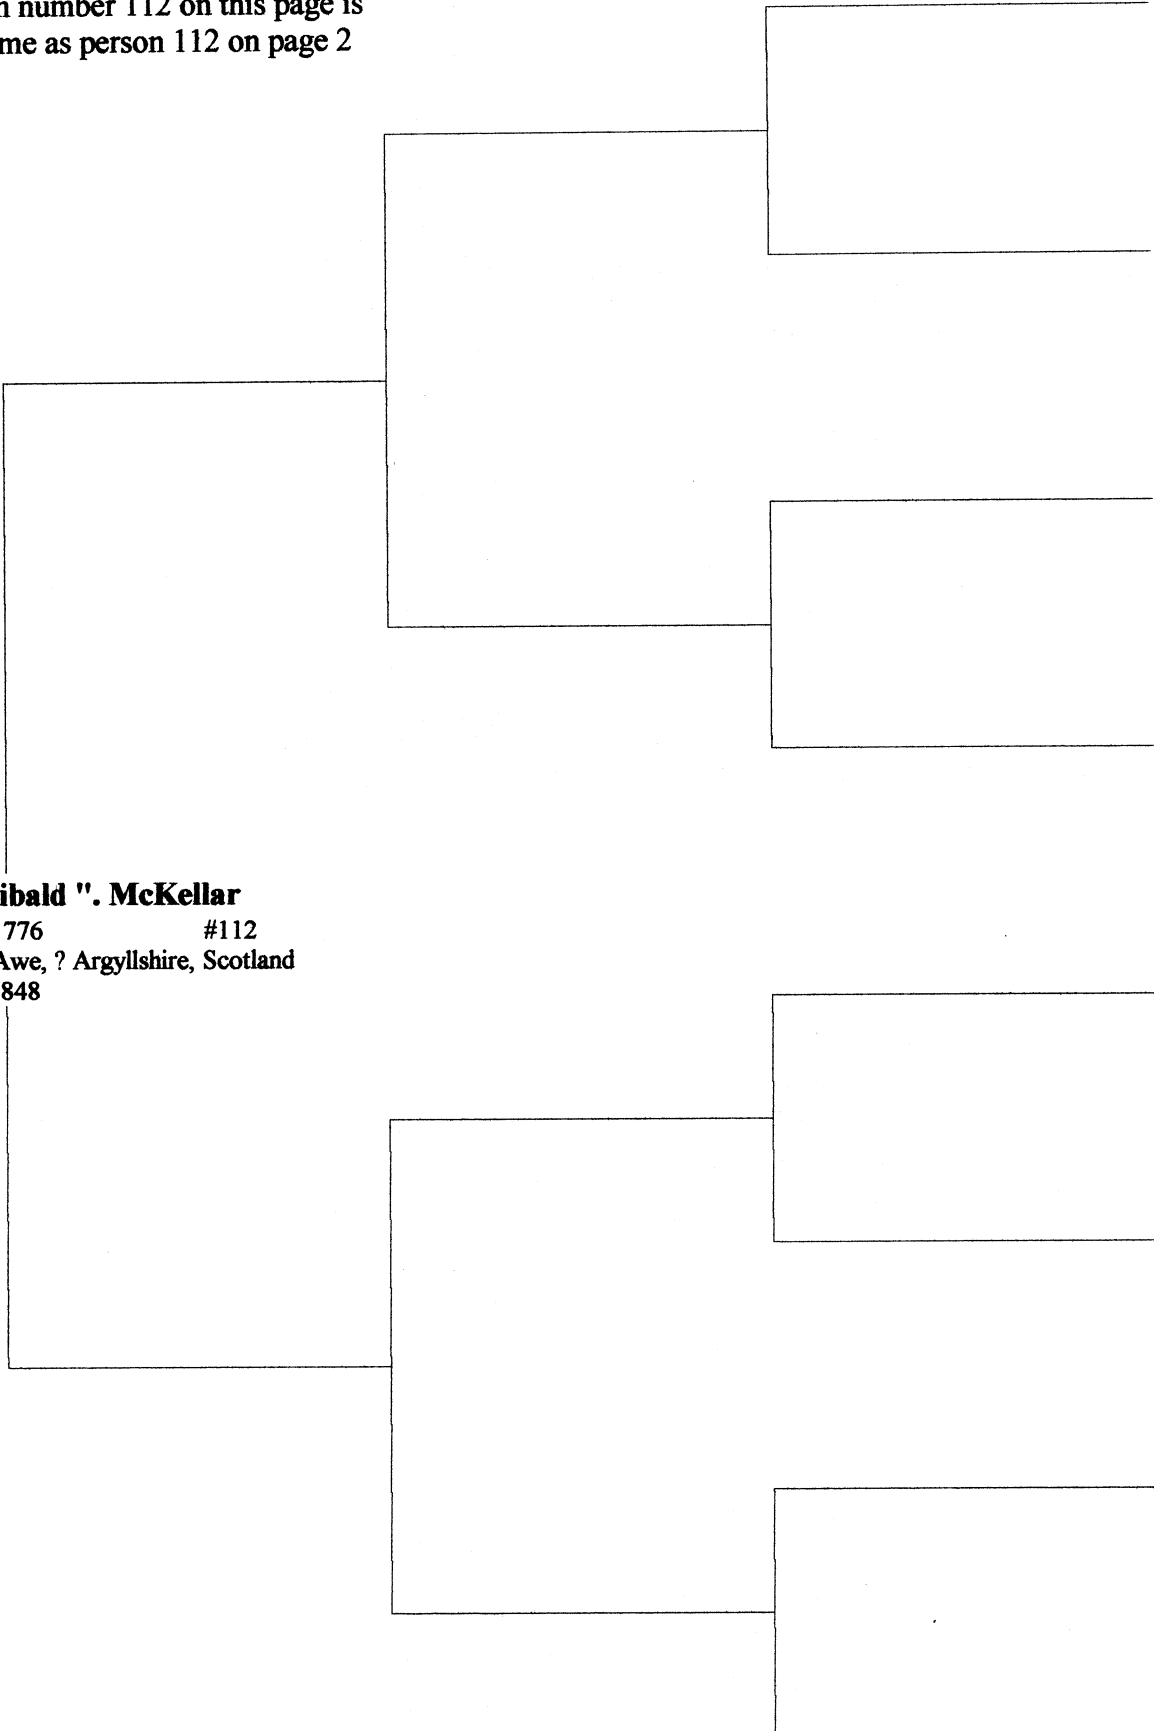 n number 112 on this page is
me as person 112 on page 2
ibald ". McKellar
776 #112
Awe, ? Argyllshire, Scotland
848